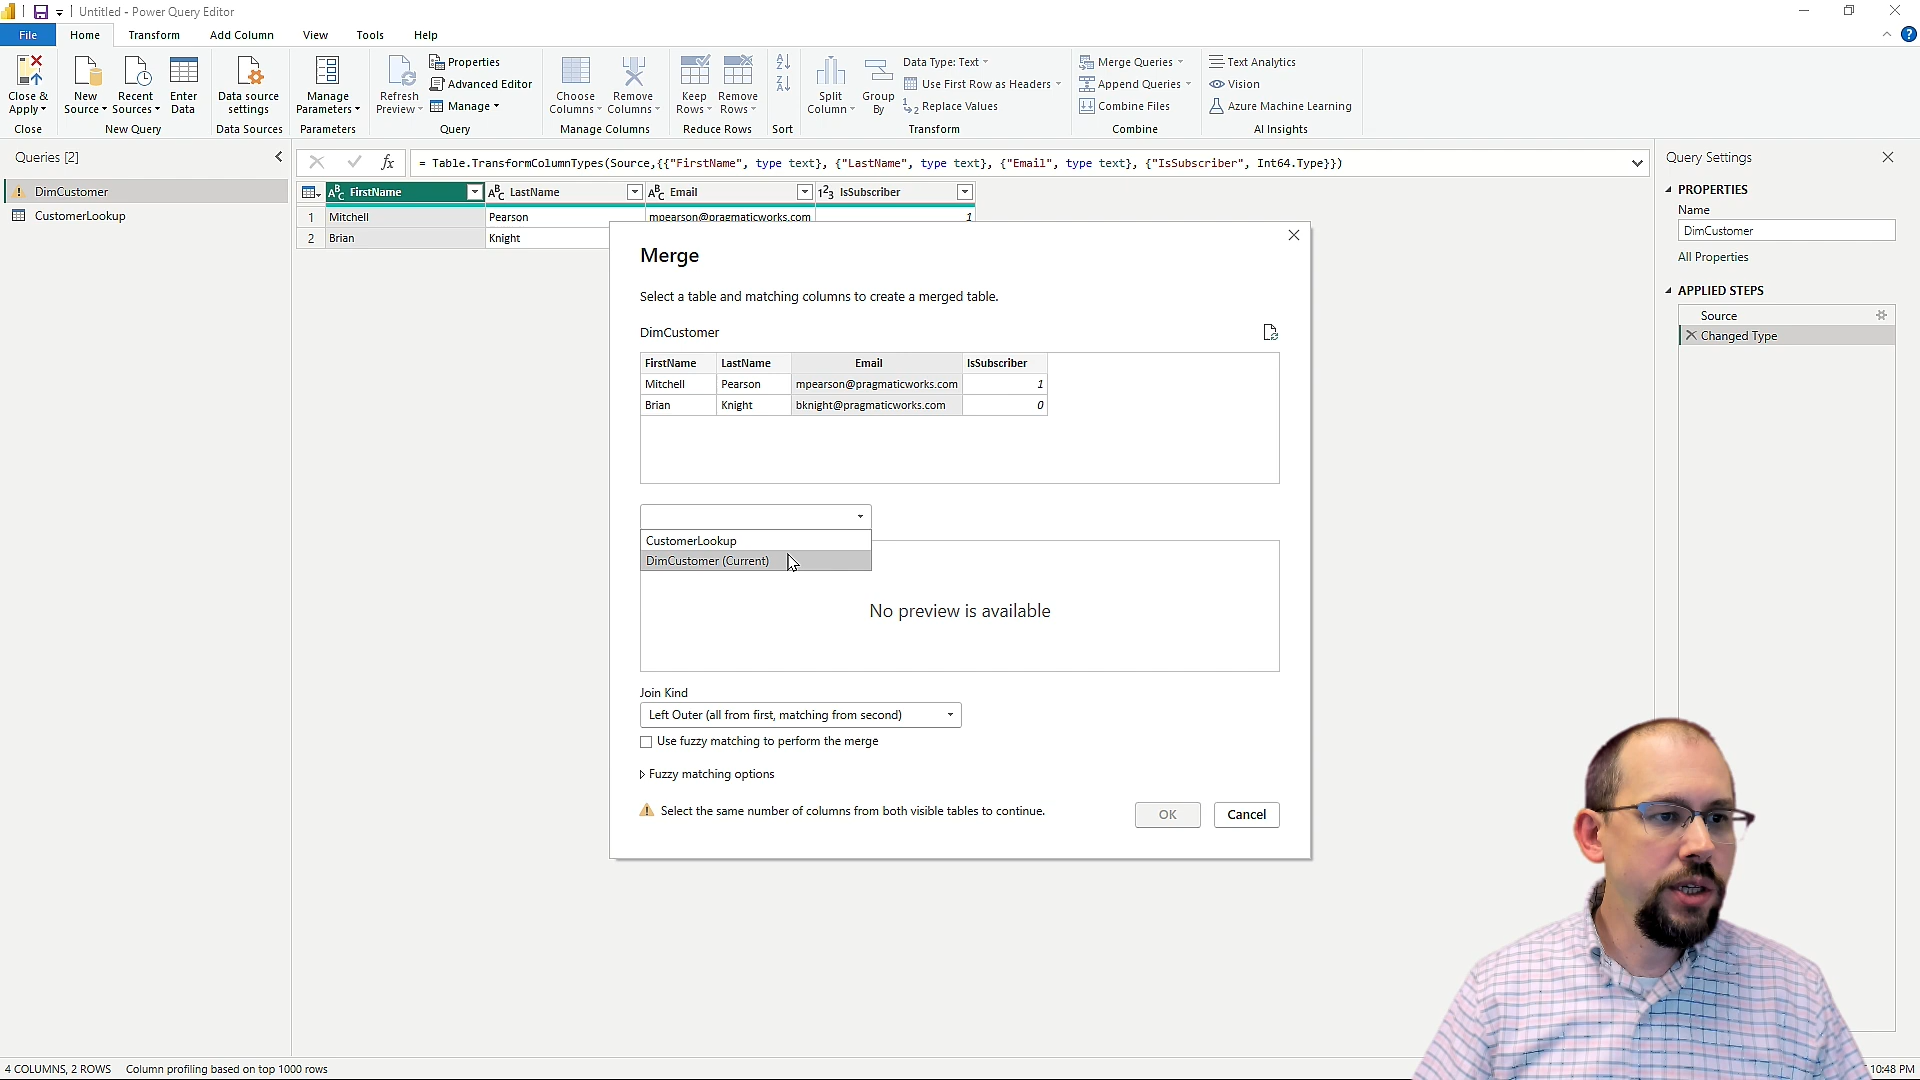 Untitled - Power Query Editor
File Home Transform Add Column View Tools Help
Close & Apply
New Source
Recent Sources
Enter Data
Data source settings
Manage Parameters
Refresh Preview
Properties
Advanced Editor
Manage
Choose Columns
Remove Columns
Keep Rows
Remove Rows
Split Column
Group By
Data Type: Text
Use First Row as Headers
Replace Values
Merge Queries
Append Queries
Combine Files
Text Analytics
Vision
Azure Machine Learning
Close New Query Data Sources Parameters Query Manage Columns Reduce Rows Sort Transform Combine AI Insights
Queries [2]
DimCustomer
CustomerLookup
fx = Table.TransformColumnTypes(Source,{{"FirstName", type text}, {"LastName", type text}, {"Email", type text}, {"IsSubscriber", Int64.Type}})
FirstName LastName Email IsSubscriber
1 Mitchell Pearson mpearson@pragmaticworks.com 1
2 Brian Knight
Merge
Select a table and matching columns to create a merged table.
DimCustomer
FirstName LastName Email IsSubscriber
Mitchell Pearson mpearson@pragmaticworks.com 1
Brian Knight bknight@pragmaticworks.com 0
CustomerLookup
DimCustomer (Current)
No preview is available
Join Kind
Left Outer (all from first, matching from second)
Use fuzzy matching to perform the merge
Fuzzy matching options
Select the same number of columns from both visible tables to continue.
OK Cancel
Query Settings
PROPERTIES
Name
DimCustomer
All Properties
APPLIED STEPS
Source
Changed Type
4 COLUMNS, 2 ROWS Column profiling based on top 1000 rows
10:48 PM